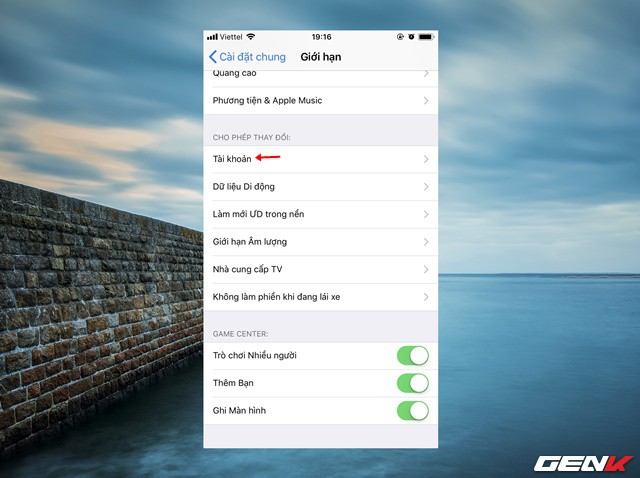 Viettel 19:16
Cài đặt chung Giới hạn
Quảng cáo
Phương tiện & Apple Music
CHO PHÉP THAY ĐỔI:
Tài khoản
Dữ liệu Di động
Làm mới ƯD trong nền
Giới hạn Âm lượng
Nhà cung cấp TV
Không làm phiền khi đang lái xe
GAME CENTER:
Trò chơi Nhiều người
Thêm Bạn
Ghi Màn hình
GENK